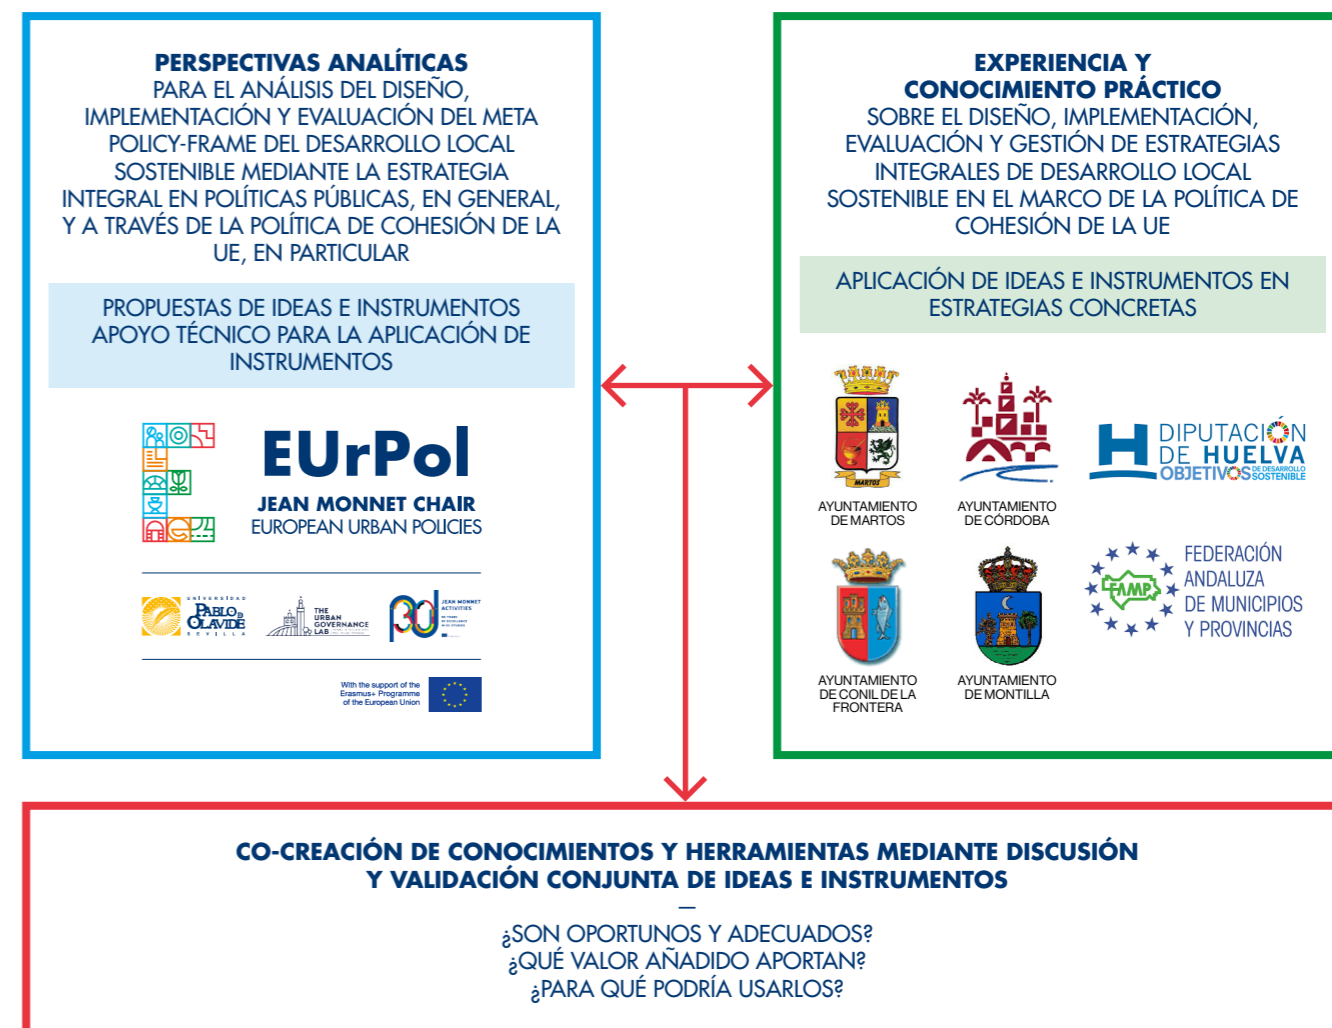 PERSPECTIVAS ANALÍTICAS
PARA EL ANÁLISIS DEL DISEÑO,
IMPLEMENTACIÓN Y EVALUACIÓN DEL META
POLICY-FRAME DEL DESARROLLO LOCAL
SOSTENIBLE MEDIANTE LA ESTRATEGIA
INTEGRAL EN POLÍTICAS PÚBLICAS, EN GENERAL,
Y A TRAVÉS DE LA POLÍTICA DE COHESIÓN DE LA
UE, EN PARTICULAR
PROPUESTAS DE IDEAS E INSTRUMENTOS
APOYO TÉCNICO PARA LA APLICACIÓN DE
INSTRUMENTOS
EUrPol
JEAN MONNET CHAIR
EUROPEAN URBAN POLICIES
UNIVERSIDAD
PABLO DE
OLAVIDE
SEVILLA
THE
URBAN
GOVERNANCE
LAB
30
JEAN MONNET
ACTIVITIES
With the support of the
Erasmus+ Programme
of the European Union
EXPERIENCIA Y
CONOCIMIENTO PRÁCTICO
SOBRE EL DISEÑO, IMPLEMENTACIÓN,
EVALUACIÓN Y GESTIÓN DE ESTRATEGIAS
INTEGRALES DE DESARROLLO LOCAL
SOSTENIBLE EN EL MARCO DE LA POLÍTICA DE
COHESIÓN DE LA UE
APLICACIÓN DE IDEAS E INSTRUMENTOS EN
ESTRATEGIAS CONCRETAS
MARTOS
AYUNTAMIENTO
DE MARTOS
AYUNTAMIENTO
DE CÓRDOBA
H DIPUTACIÓN
DE HUELVA
OBJETIVOS DE DESARROLLO
SOSTENIBLE
AYUNTAMIENTO
DE CONIL DE LA
FRONTERA
AYUNTAMIENTO
DE MONTILLA
FAMP
FEDERACIÓN
ANDALUZA
DE MUNICIPIOS
Y PROVINCIAS
CO-CREACIÓN DE CONOCIMIENTOS Y HERRAMIENTAS MEDIANTE DISCUSIÓN
Y VALIDACIÓN CONJUNTA DE IDEAS E INSTRUMENTOS
—
¿SON OPORTUNOS Y ADECUADOS?
¿QUÉ VALOR AÑADIDO APORTAN?
¿PARA QUÉ PODRÍA USARLOS?